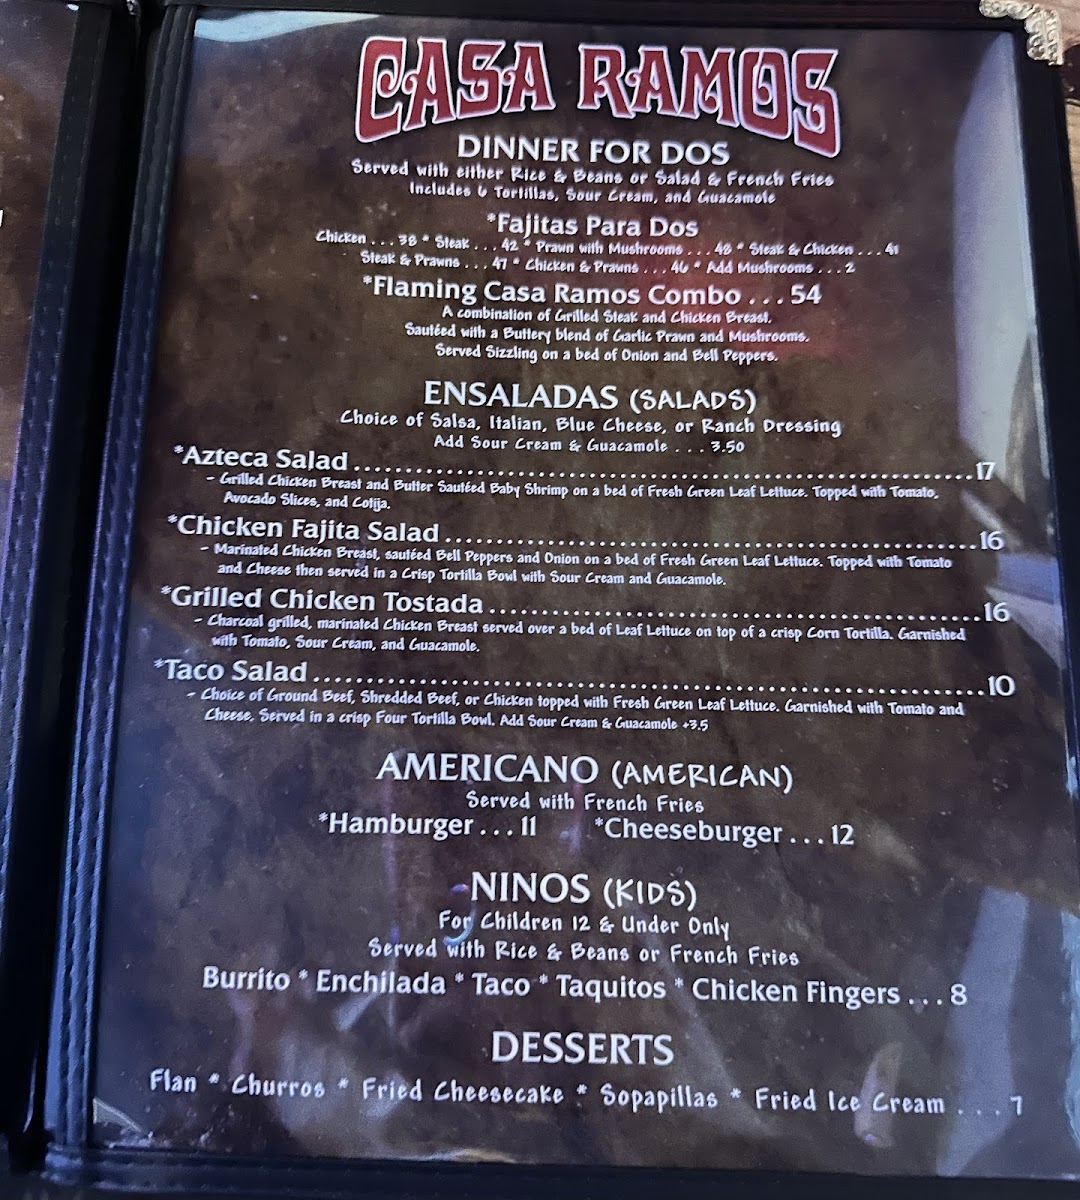 CASA RAMOS
DINNER FOR DOS
Served with either Rice & Beans or Salad & French Fries
Includes 6 Tortillas, Sour Cream, and Guacamole
*Fajitas Para Dos
Chicken . . . 38 * Steak . . . 42 * Prawn with Mushrooms . . . 48 * Steak & Chicken . . . 41
Steak & Prawns . . . 47 * Chicken & Prawns . . . 46 * Add Mushrooms . . . 2
*Flaming Casa Ramos Combo . . . 54
A combination of Grilled Steak and Chicken Breast,
Sautéed with a Buttery blend of Garlic Prawn and Mushrooms.
Served Sizzling on a bed of Onion and Bell Peppers.
ENSALADAS (SALADS)
Choice of Salsa, Italian, Blue Cheese, or Ranch Dressing
Add Sour Cream & Guacamole . . . 3.50
*Azteca Salad ........................................................ 17
- Grilled Chicken Breast and Butter Sautéed Baby Shrimp on a bed of Fresh Green Leaf Lettuce. Topped with Tomato,
Avocado Slices, and Cotija.
*Chicken Fajita Salad ........................................................ 16
- Marinated Chicken Breast, sautéed Bell Peppers and Onion on a bed of Fresh Green Leaf Lettuce. Topped with Tomato
and Cheese then served in a Crisp Tortilla Bowl with Sour Cream and Guacamole.
*Grilled Chicken Tostada ........................................................ 16
- Charcoal grilled, marinated Chicken Breast served over a bed of Leaf Lettuce on top of a crisp Corn Tortilla. Garnished
with Tomato, Sour Cream, and Guacamole.
*Taco Salad ........................................................ 10
- Choice of Ground Beef, Shredded Beef, or Chicken topped with Fresh Green Leaf Lettuce. Garnished with Tomato and
Cheese. Served in a crisp Four Tortilla Bowl. Add Sour Cream & Guacamole +3.5
AMERICANO (AMERICAN)
Served with French Fries
*Hamburger . . . 11 *Cheeseburger . . . 12
NINOS (KIDS)
For Children 12 & Under Only
Served with Rice & Beans or French Fries
Burrito * Enchilada * Taco * Taquitos * Chicken Fingers . . . 8
DESSERTS
Flan * Churros * Fried Cheesecake * Sopapillas * Fried Ice Cream . . . 7